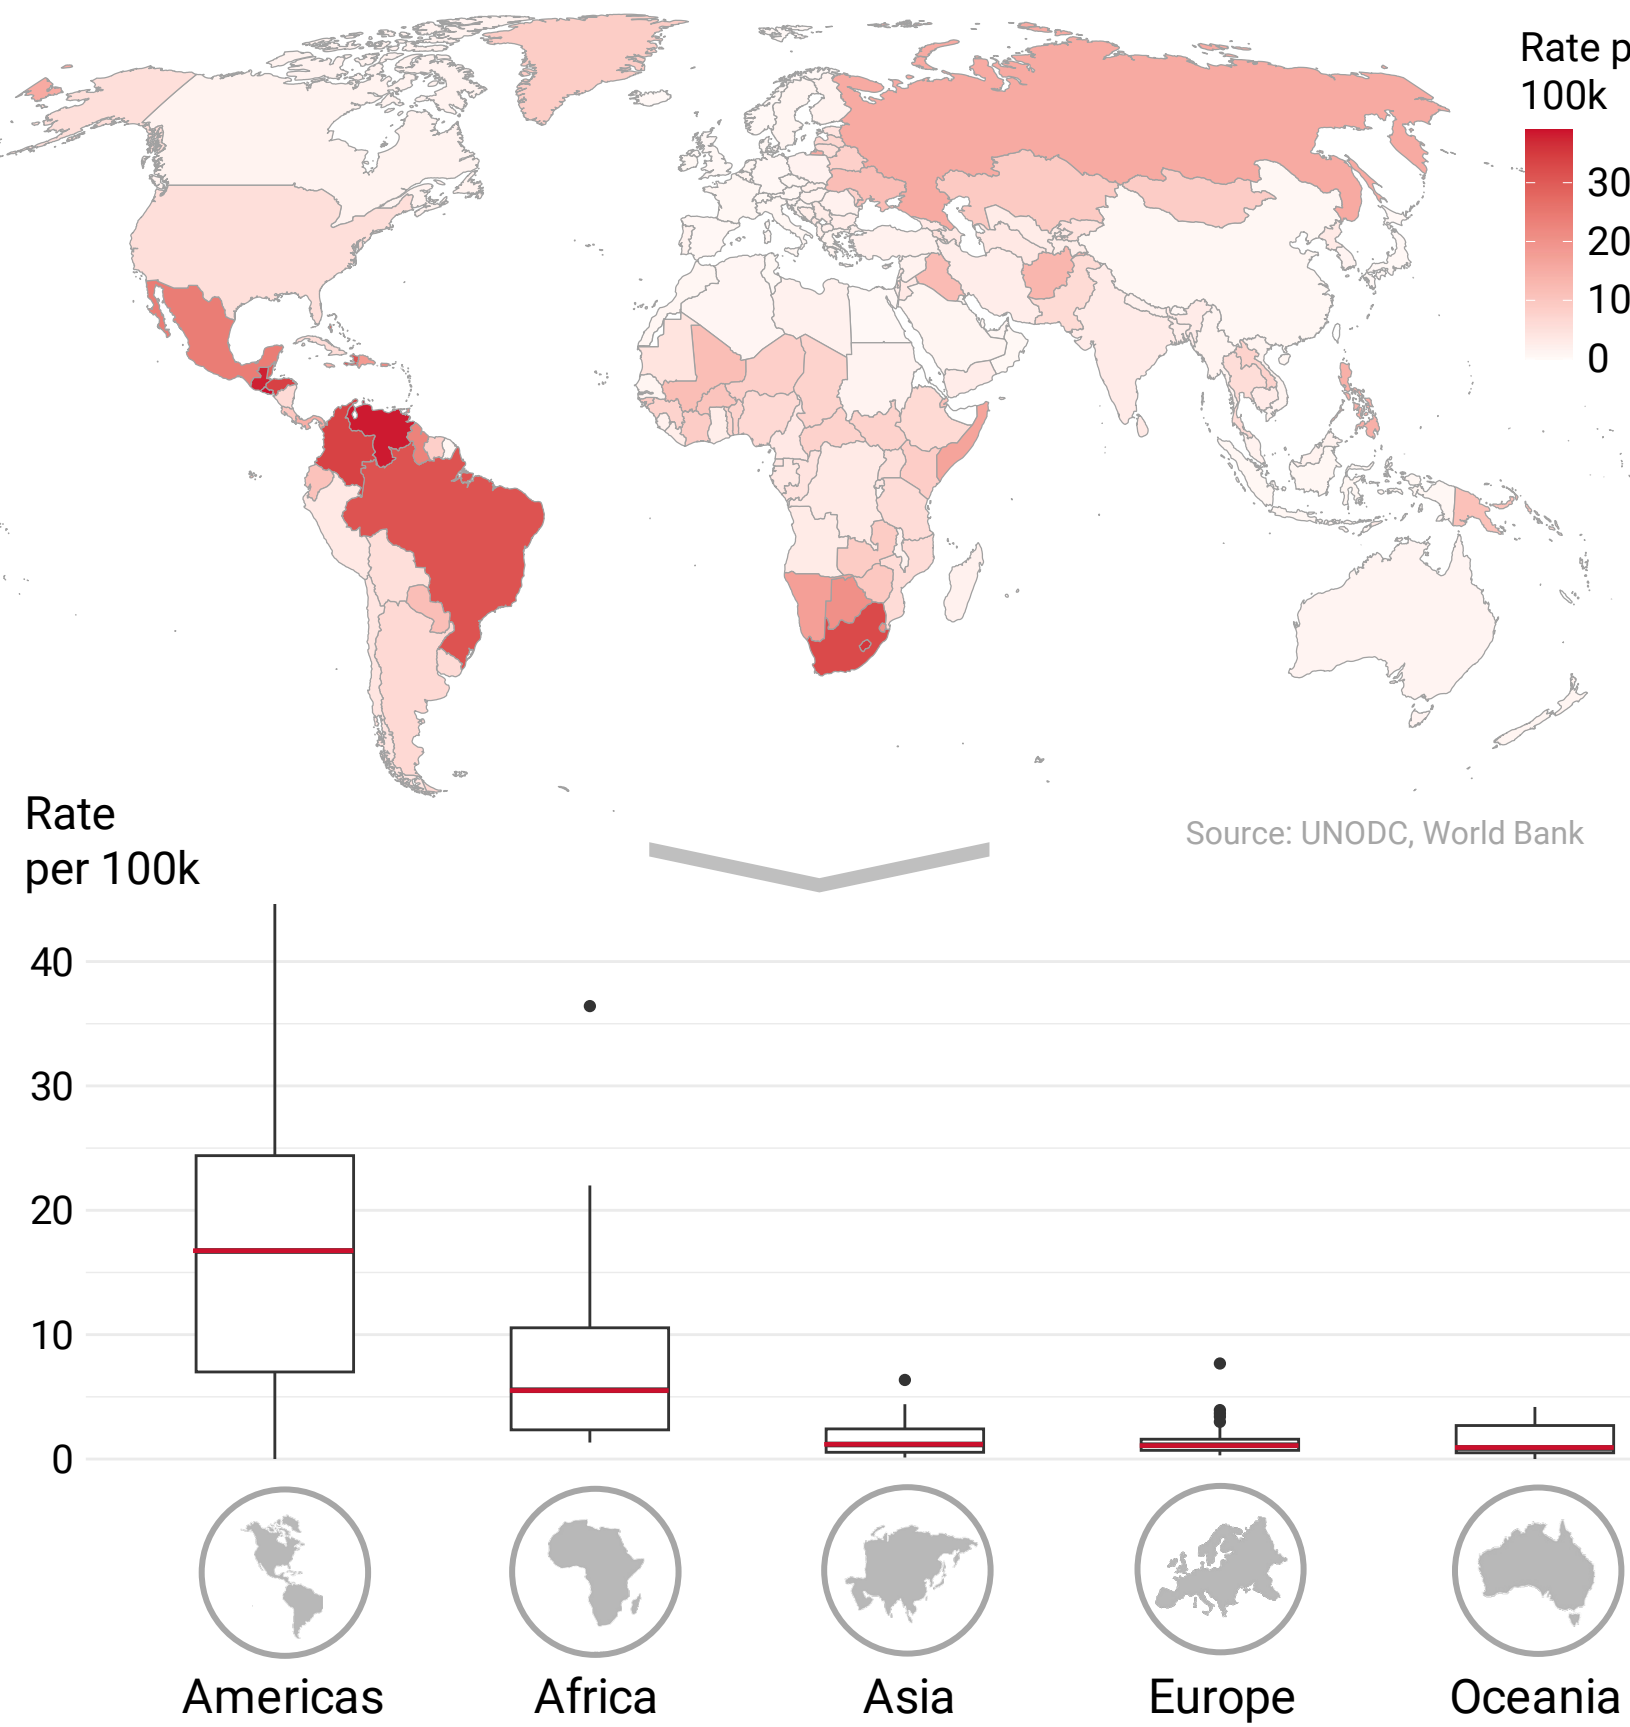 Rate p
100k
30
20
10
0
Rate
per 100k
Source: UNODC, World Bank
40
30
20
10
0
Americas
Africa
Asia
Europe
Oceania